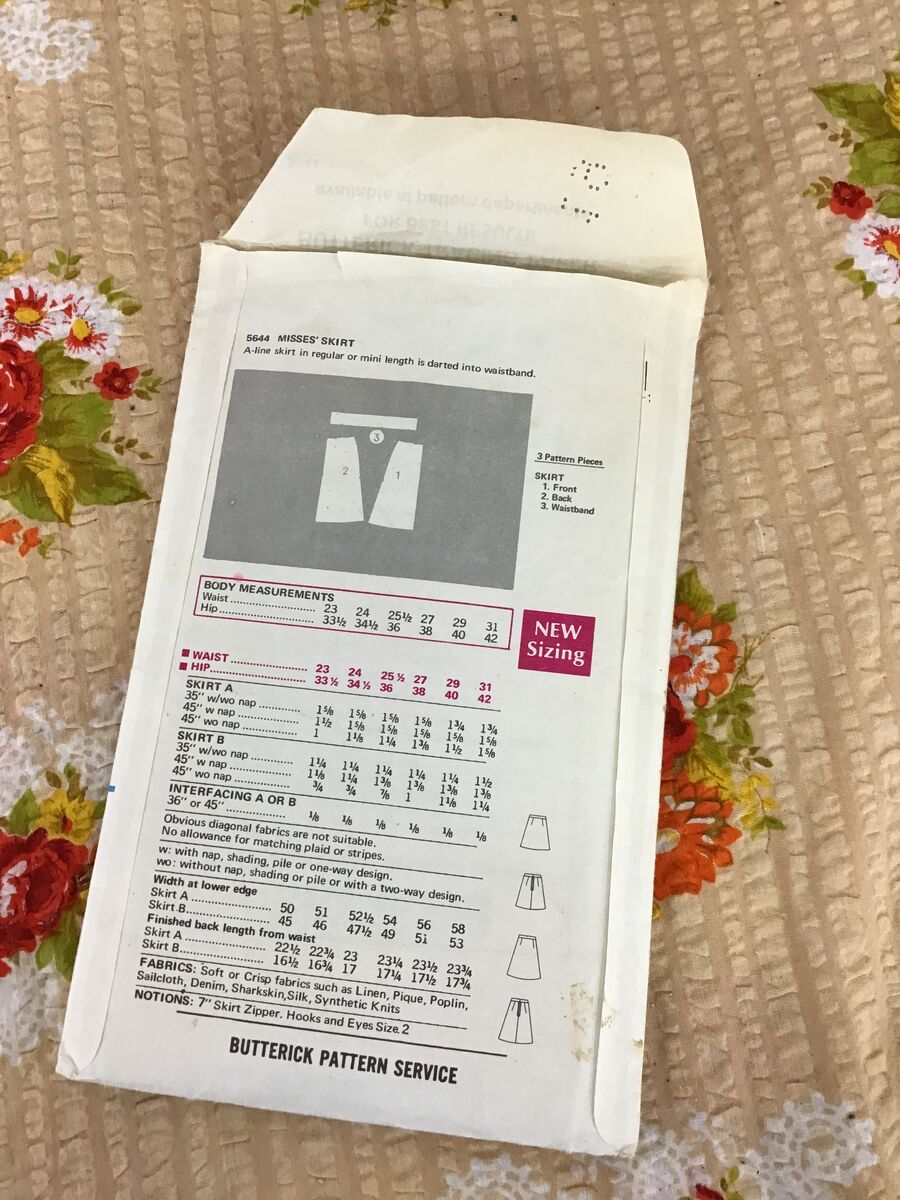 available at pattern
FOR BEST RESULTS
BUTTERICK
5644 MISSES' SKIRT
A-line skirt in regular or mini length is darted into waistband.
3
2 1
3 Pattern Pieces
SKIRT
1. Front
2. Back
3. Waistband
BODY MEASUREMENTS
Waist .......................... 23 24 25½ 27 29 31
Hip ............................. 33½ 34½ 36 38 40 42
NEW
Sizing
■ WAIST ....................... 23 24 25 ½ 27 29 31
■ HIP............................ 33 ½ 34 ½ 36 38 40 42
SKIRT A
35" w/wo nap ............... 1⅝ 1⅝ 1⅝ 1⅝ 1¾ 1¾
45" w nap .................... 1½ 1⅝ 1⅝ 1⅝ 1⅝ 1⅝
45" wo nap ................... 1 1⅛ 1¼ 1⅜ 1½ 1⅝
SKIRT B
35" w/wo nap ............... 1¼ 1¼ 1¼ 1¼ 1¼ 1½
45" w nap .................... 1⅛ 1¼ 1⅜ 1⅜ 1⅜ 1⅜
45" wo nap ................... ¾ ¾ ⅞ 1 1⅛ 1¼
INTERFACING A OR B
36" or 45" ..................... ⅛ ⅛ ⅛ ⅛ ⅛ ⅛
Obvious diagonal fabrics are not suitable.
No allowance for matching plaid or stripes.
w: with nap, shading, pile or one-way design.
wo: without nap, shading or pile or with a two-way design.
Width at lower edge
Skirt A ......................... 50 51 52½ 54 56 58
Skirt B.......................... 45 46 47½ 49 51 53
Finished back length from waist
Skirt A ......................... 22½ 22¾ 23 23¼ 23½ 23¾
Skirt B.......................... 16½ 16¾ 17 17¼ 17½ 17¾
FABRICS: Soft or Crisp fabrics such as Linen, Pique, Poplin,
Sailcloth, Denim, Sharkskin,Silk, Synthetic Knits
NOTIONS: 7" Skirt Zipper. Hooks and Eyes Size.2
BUTTERICK PATTERN SERVICE